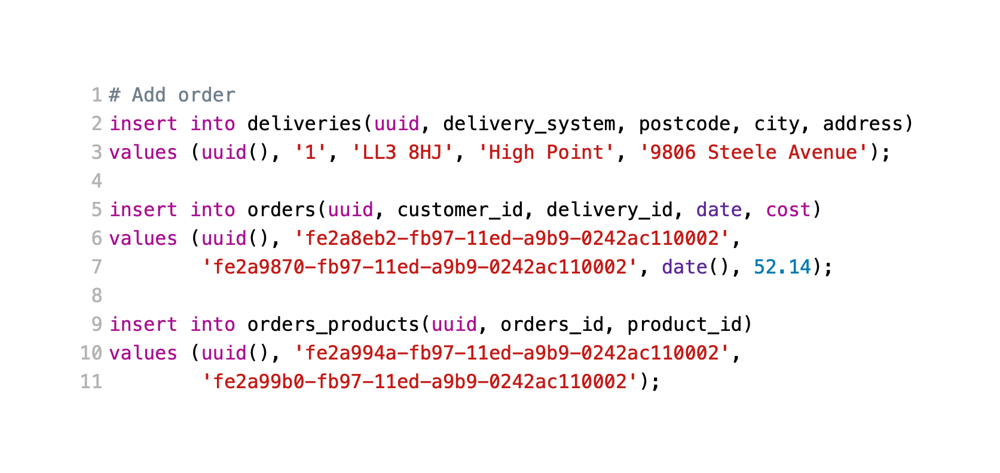 1 # Add order
2 insert into deliveries(uuid, delivery_system, postcode, city, address)
3 values (uuid(), '1', 'LL3 8HJ', 'High Point', '9806 Steele Avenue');
4
5 insert into orders(uuid, customer_id, delivery_id, date, cost)
6 values (uuid(), 'fe2a8eb2-fb97-11ed-a9b9-0242ac110002',
7 'fe2a9870-fb97-11ed-a9b9-0242ac110002', date(), 52.14);
8
9 insert into orders_products(uuid, orders_id, product_id)
10 values (uuid(), 'fe2a994a-fb97-11ed-a9b9-0242ac110002',
11 'fe2a99b0-fb97-11ed-a9b9-0242ac110002');